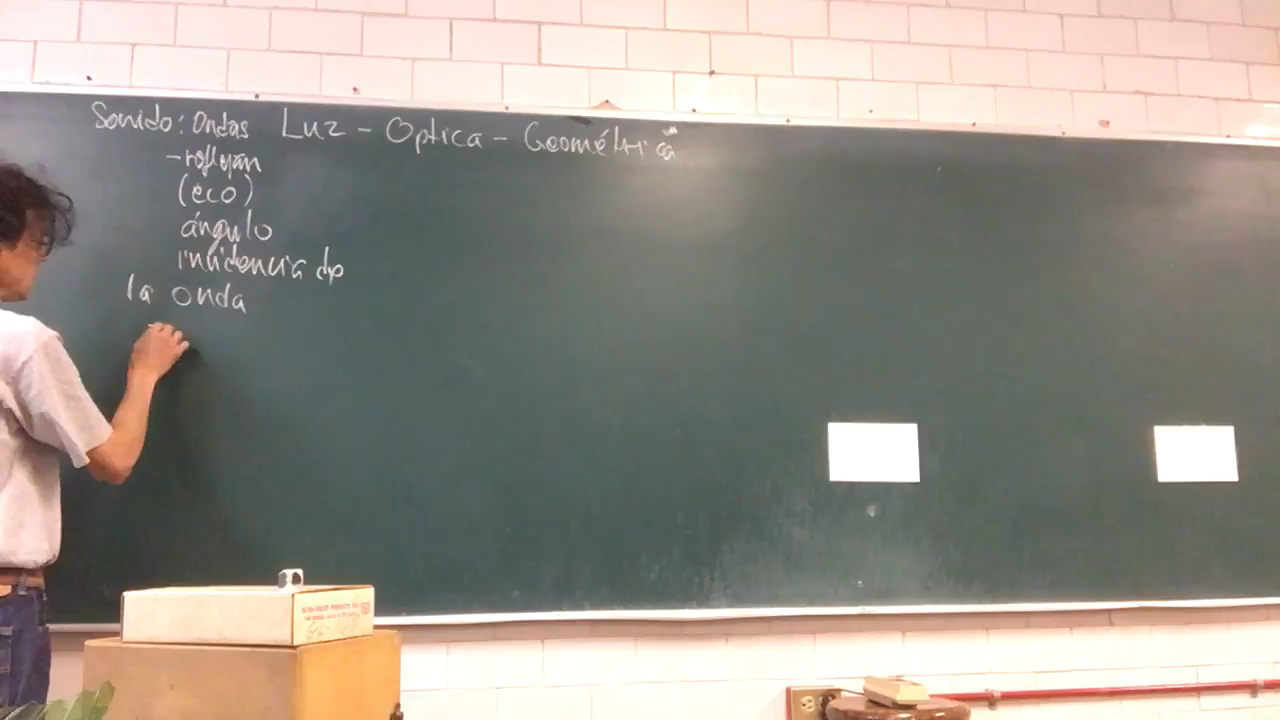 Sonido: Ondas Luz - Optica - Geométrica
- reflejan
(eco)
ángulo
incidencia de
la onda